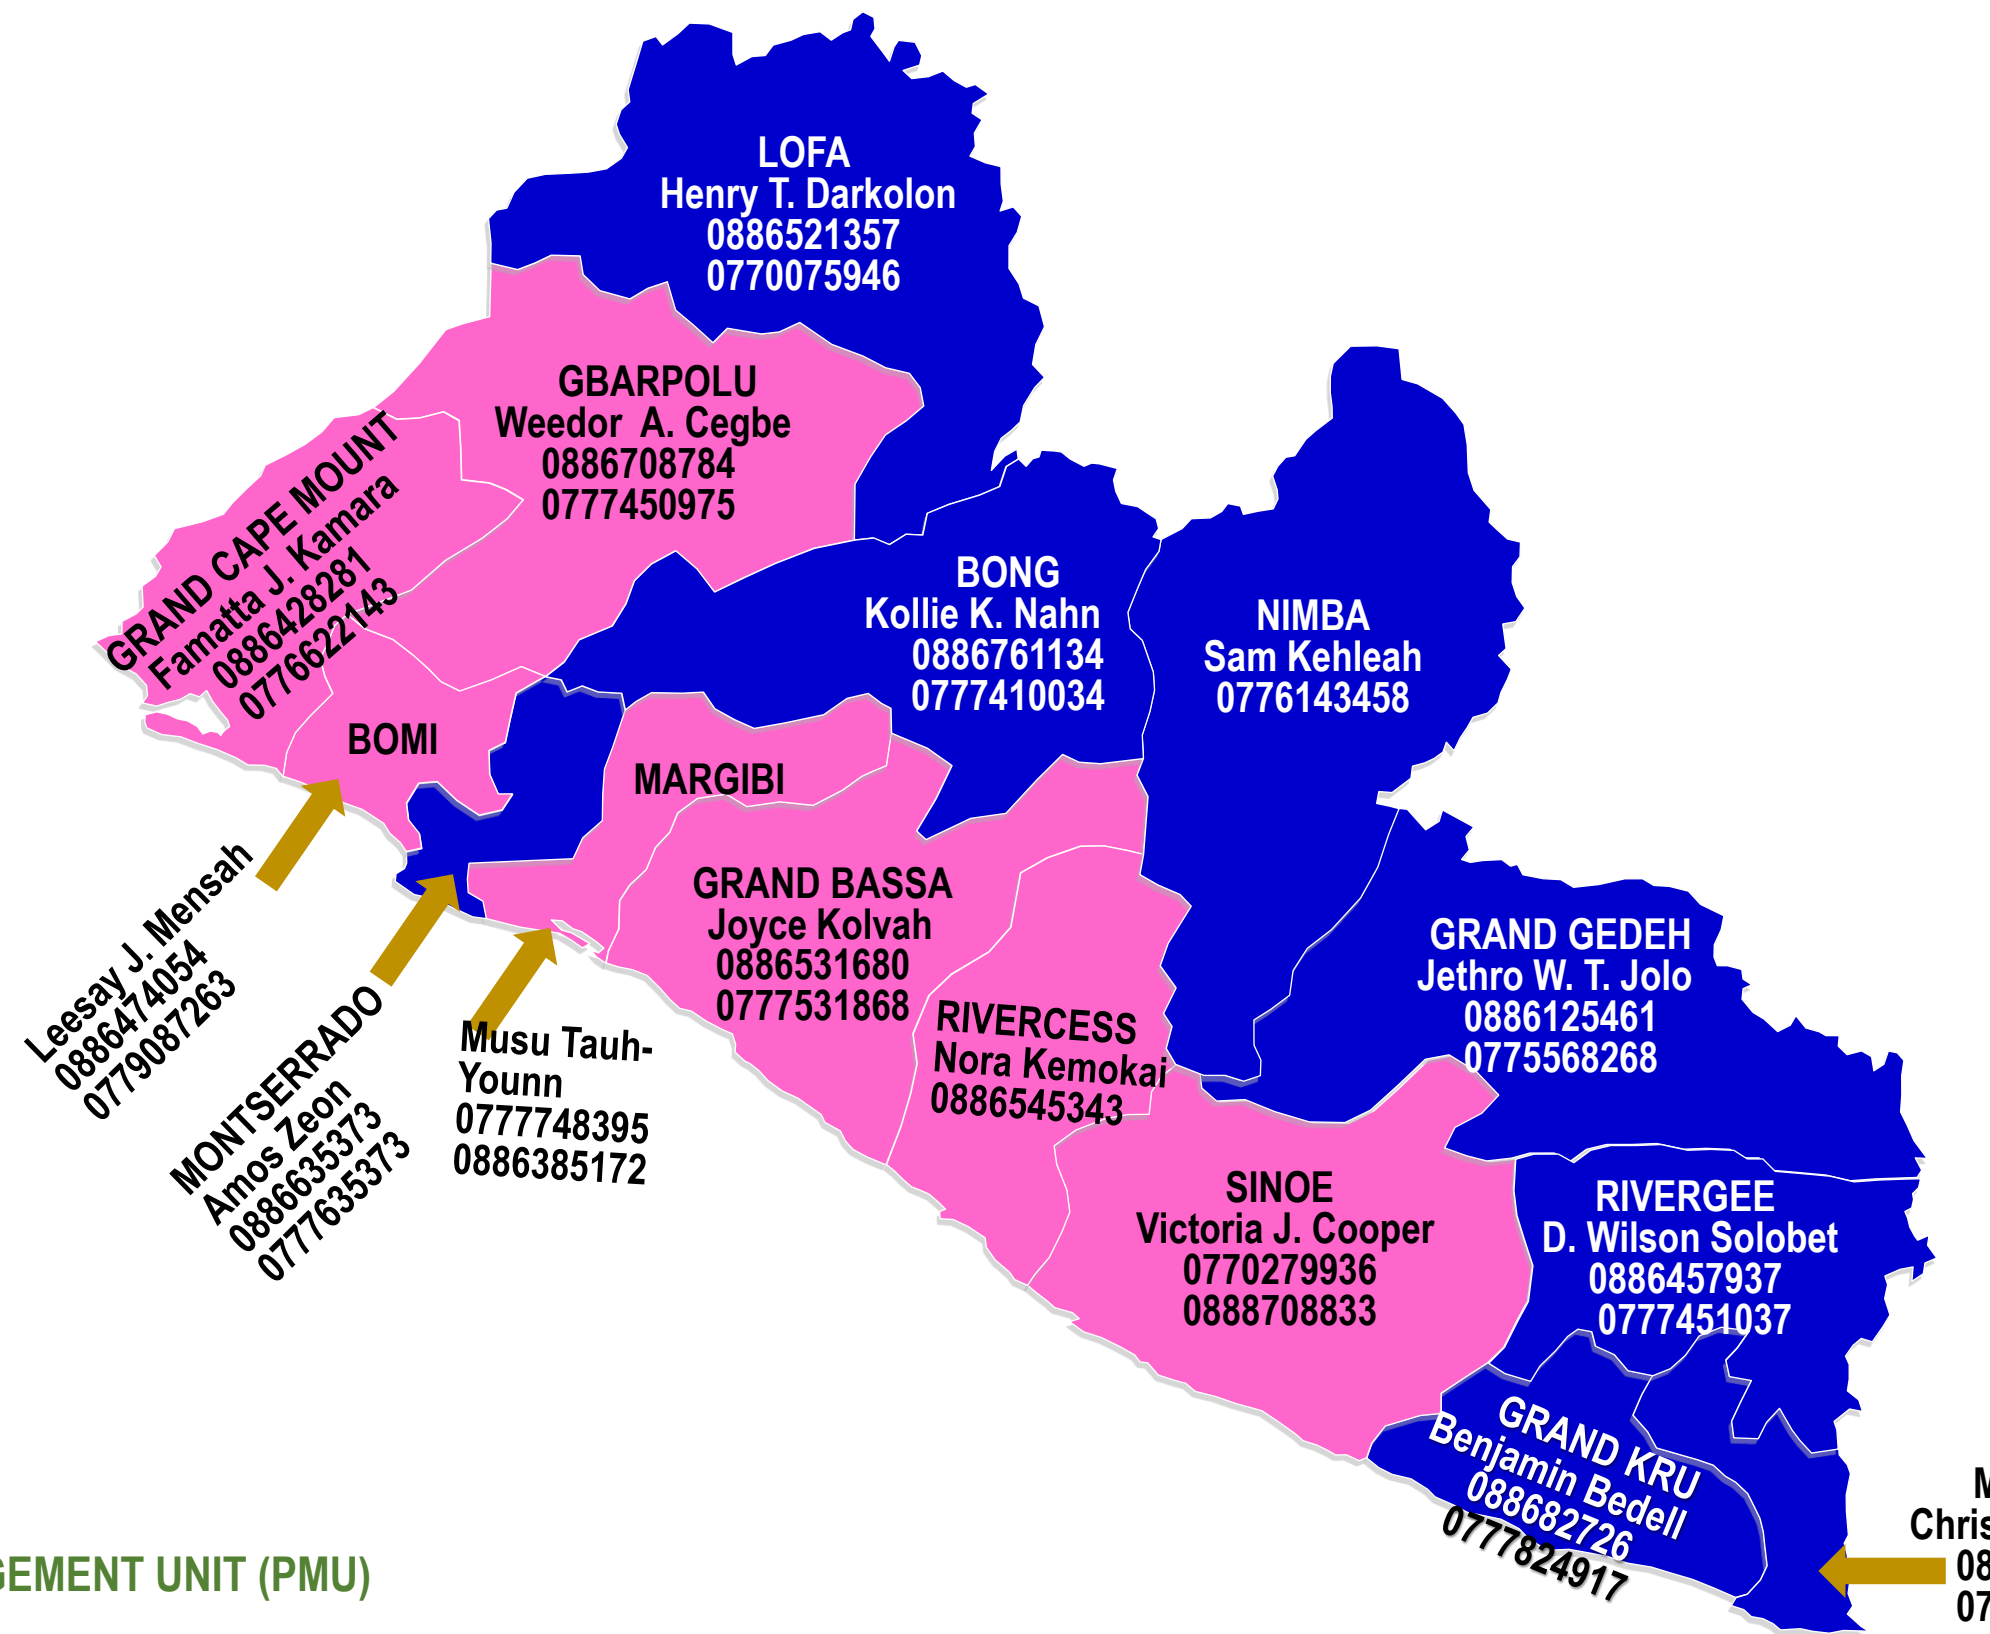 LOFA
Henry T. Darkolon
0886521357
0770075946
GBARPOLU
Weedor A. Cegbe
0886708784
0777450975
GRAND CAPE MOUNT
Famatta J. Kamara
0886428281
0776622143
BONG
Kollie K. Nahn
0886761134
0777410034
NIMBA
Sam Kehleah
0776143458
BOMI
Leesay J. Mensah
0886474054
0779087263
MARGIBI
Musu Tauh-
Younn
0777748395
0886385172
MONTSERRADO
Amos Zeon
0886635373
0777635373
GRAND BASSA
Joyce Kolvah
0886531680
0777531868
RIVERCESS
Nora Kemokai
0886545343
GRAND GEDEH
Jethro W. T. Jolo
0886125461
0775568268
SINOE
Victoria J. Cooper
0770279936
0888708833
RIVERGEE
D. Wilson Solobet
0886457937
0777451037
GRAND KRU
Benjamin Bedell
088682726
0777824917
M
Chris
08
07
GEMENT UNIT (PMU)